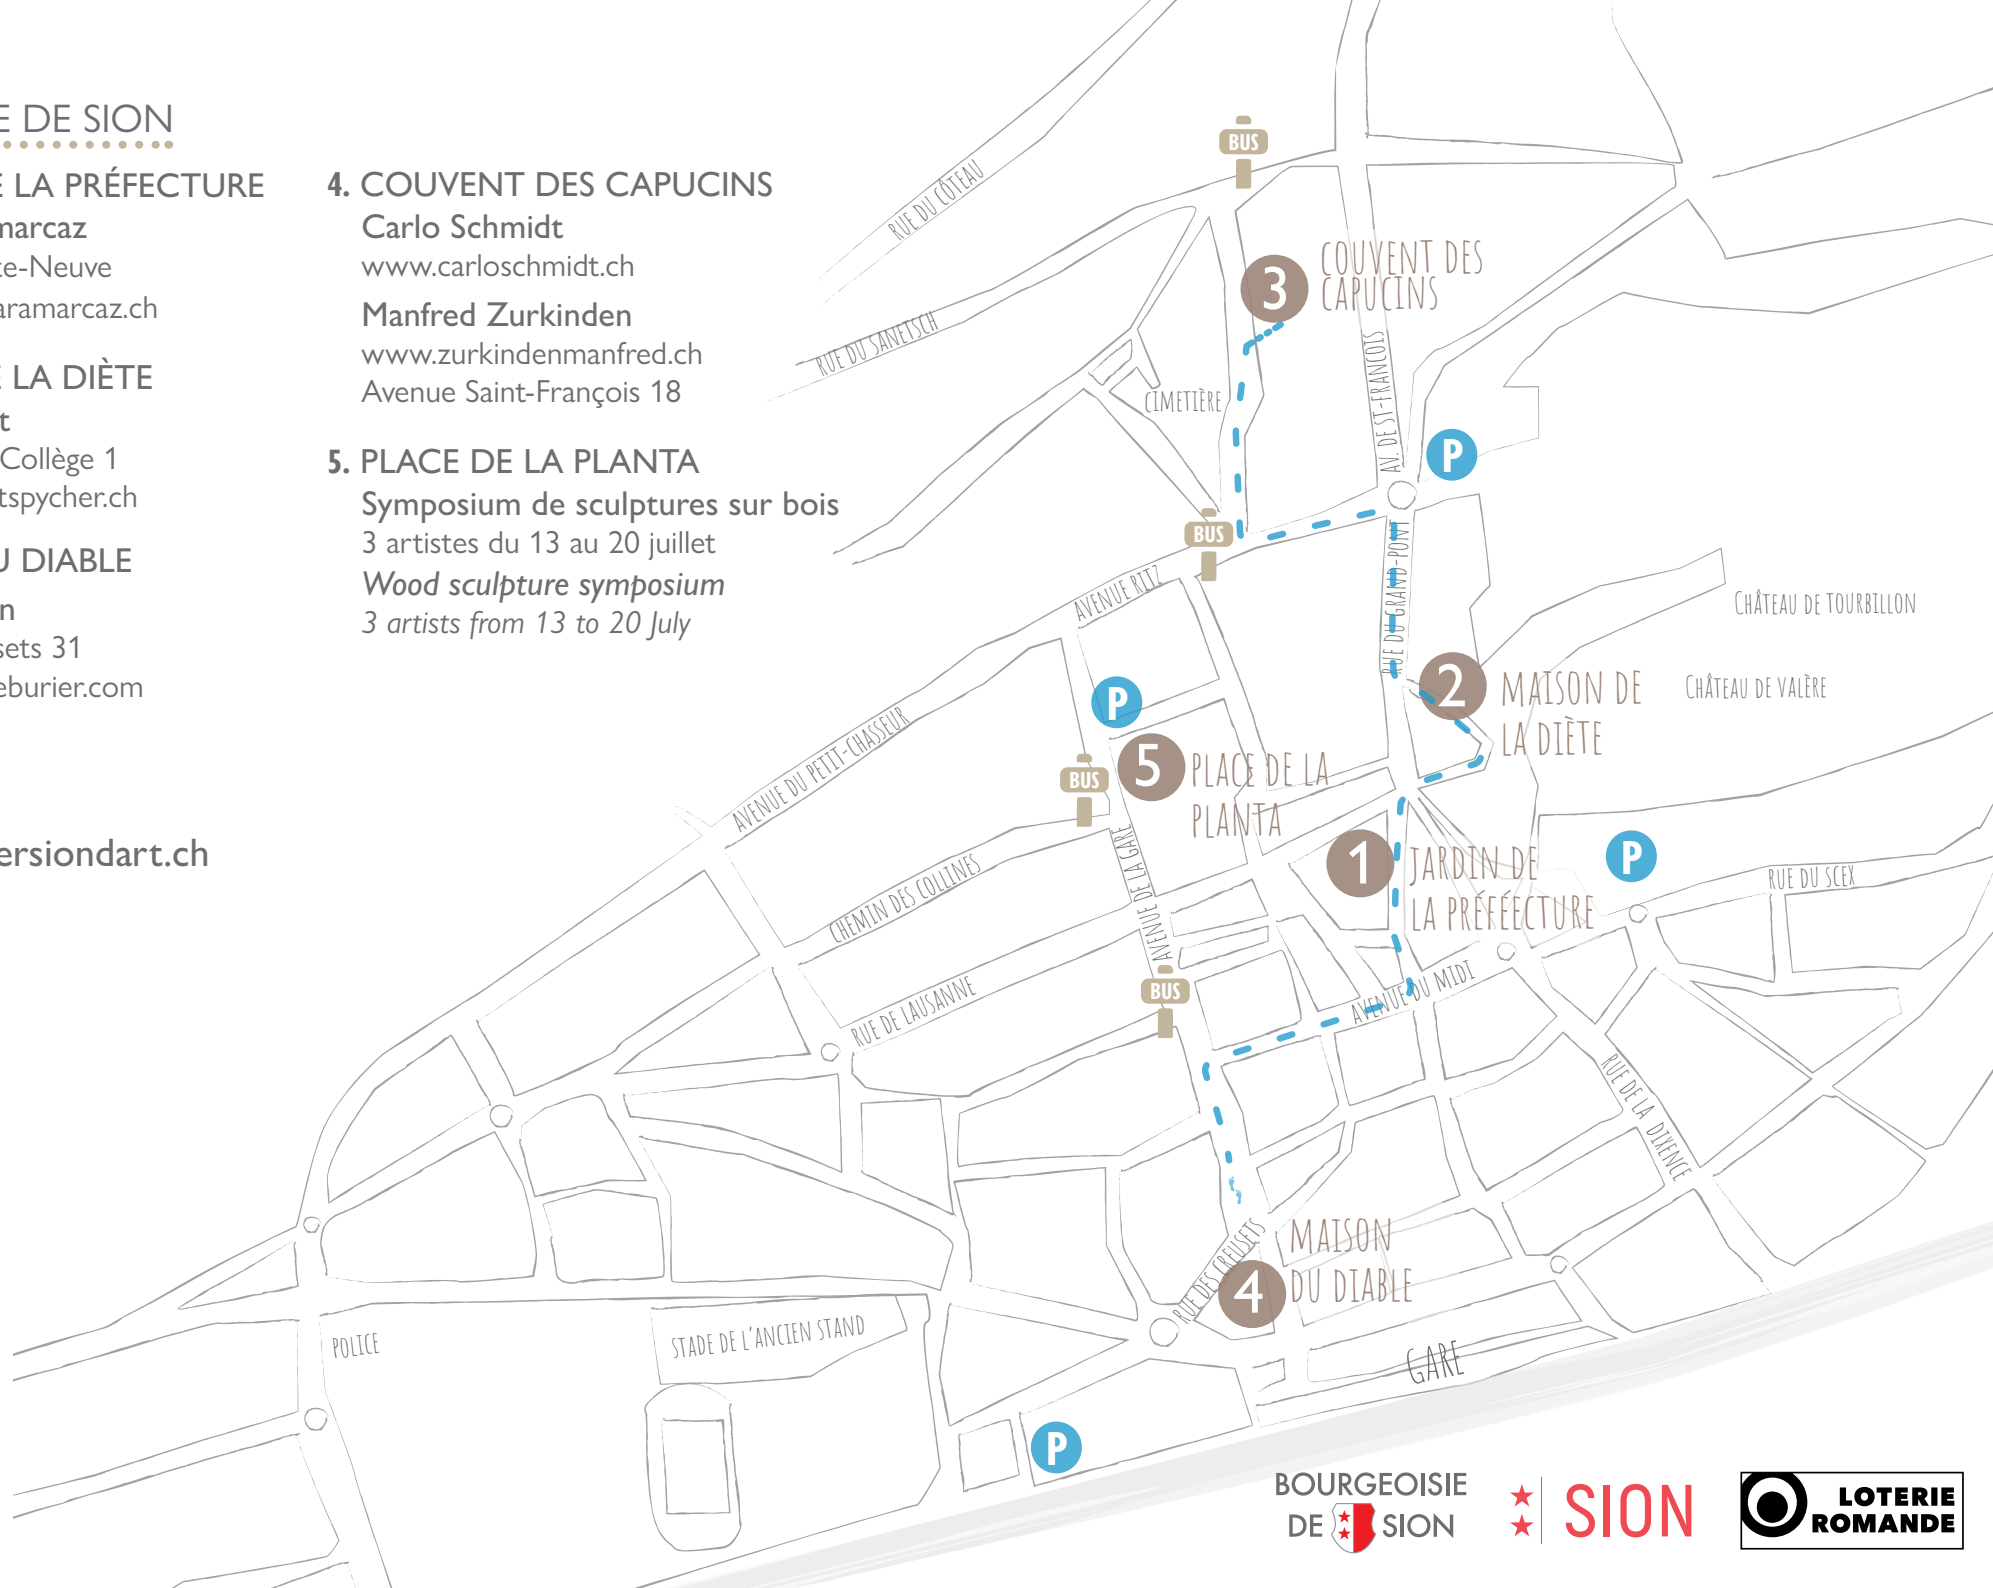 E DE SION
E LA PRÉFECTURE
marcaz
te-Neuve
aramarcaz.ch
E LA DIÈTE
t
Collège 1
tspycher.ch
U DIABLE
n
sets 31
eburier.com
ersiondart.ch
4. COUVENT DES CAPUCINS
Carlo Schmidt
www.carloschmidt.ch
Manfred Zurkinden
www.zurkindenmanfred.ch
Avenue Saint-François 18
5. PLACE DE LA PLANTA
Symposium de sculptures sur bois
3 artistes du 13 au 20 juillet
Wood sculpture symposium
3 artists from 13 to 20 July
BUS
RUE DU CÔTEAU
3
COUVENT DES
CAPUCINS
RUE DU SANETSCH
CIMETIÈRE
AV. DE ST-FRANCOIS
P
BUS
RUE DU GRAND-PONT
AVENUE RITZ
CHÂTEAU DE TOURBILLON
2
MAISON DE
LA DIÈTE
CHÂTEAU DE VALÈRE
P
5
PLACE DE LA
PLANTA
BUS
AVENUE DU PETIT-CHASSEUR
AVENUE DE LA GARE
1
JARDIN DE
LA PRÉFÉECTURE
P
RUE DU SCEX
CHEMIN DES COLLINES
RUE DE LAUSANNE
BUS
AVENUE DU MIDI
RUE DE LA DIXENCE
RUE DES CREUSETS
4
MAISON
DU DIABLE
POLICE
STADE DE L'ANCIEN STAND
GARE
P
BOURGEOISIE
DE SION
SION
LOTERIE
ROMANDE